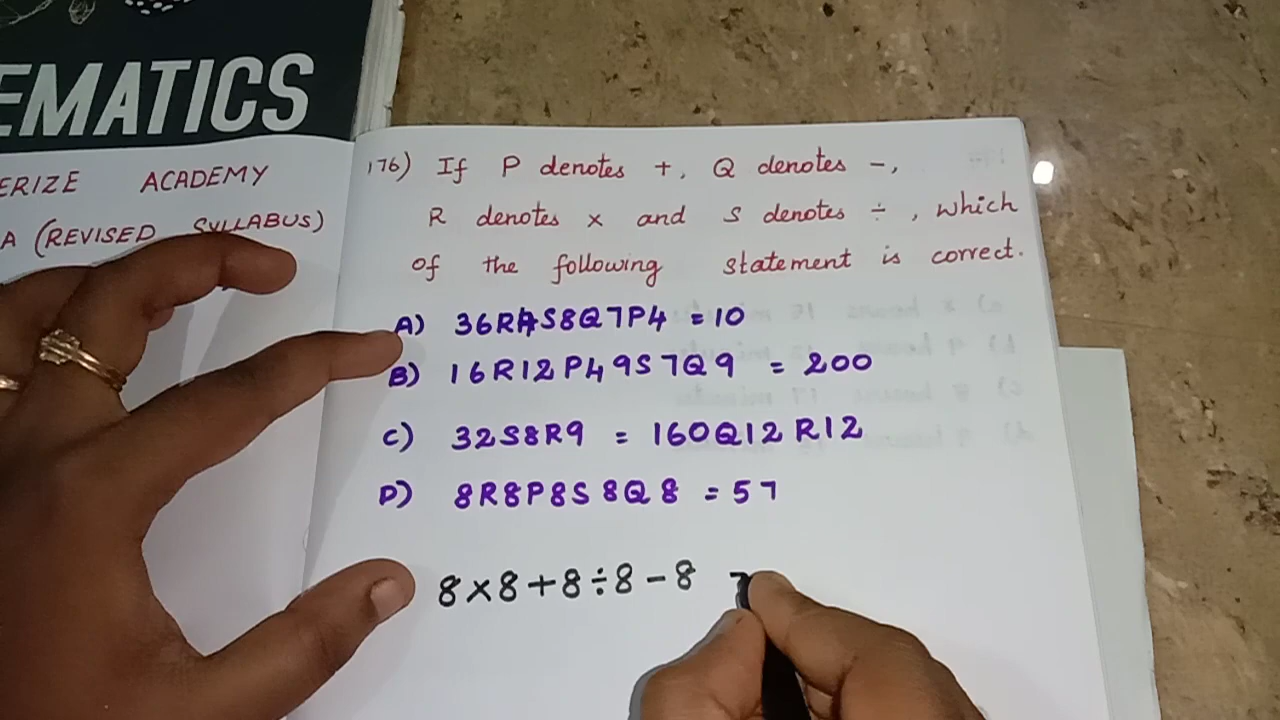 EMATICS
ERIZE ACADEMY
A (REVISED SYLLABUS)
176) If P denotes +, Q denotes -,
R denotes × and S denotes ÷, which
of the following statement is correct.
A) 36R4S8Q7P4 = 10
B) 16R12P49S7Q9 = 200
C) 32S8R9 = 160Q12R12
D) 8R8P8S8Q8 = 57
8×8+8÷8-8